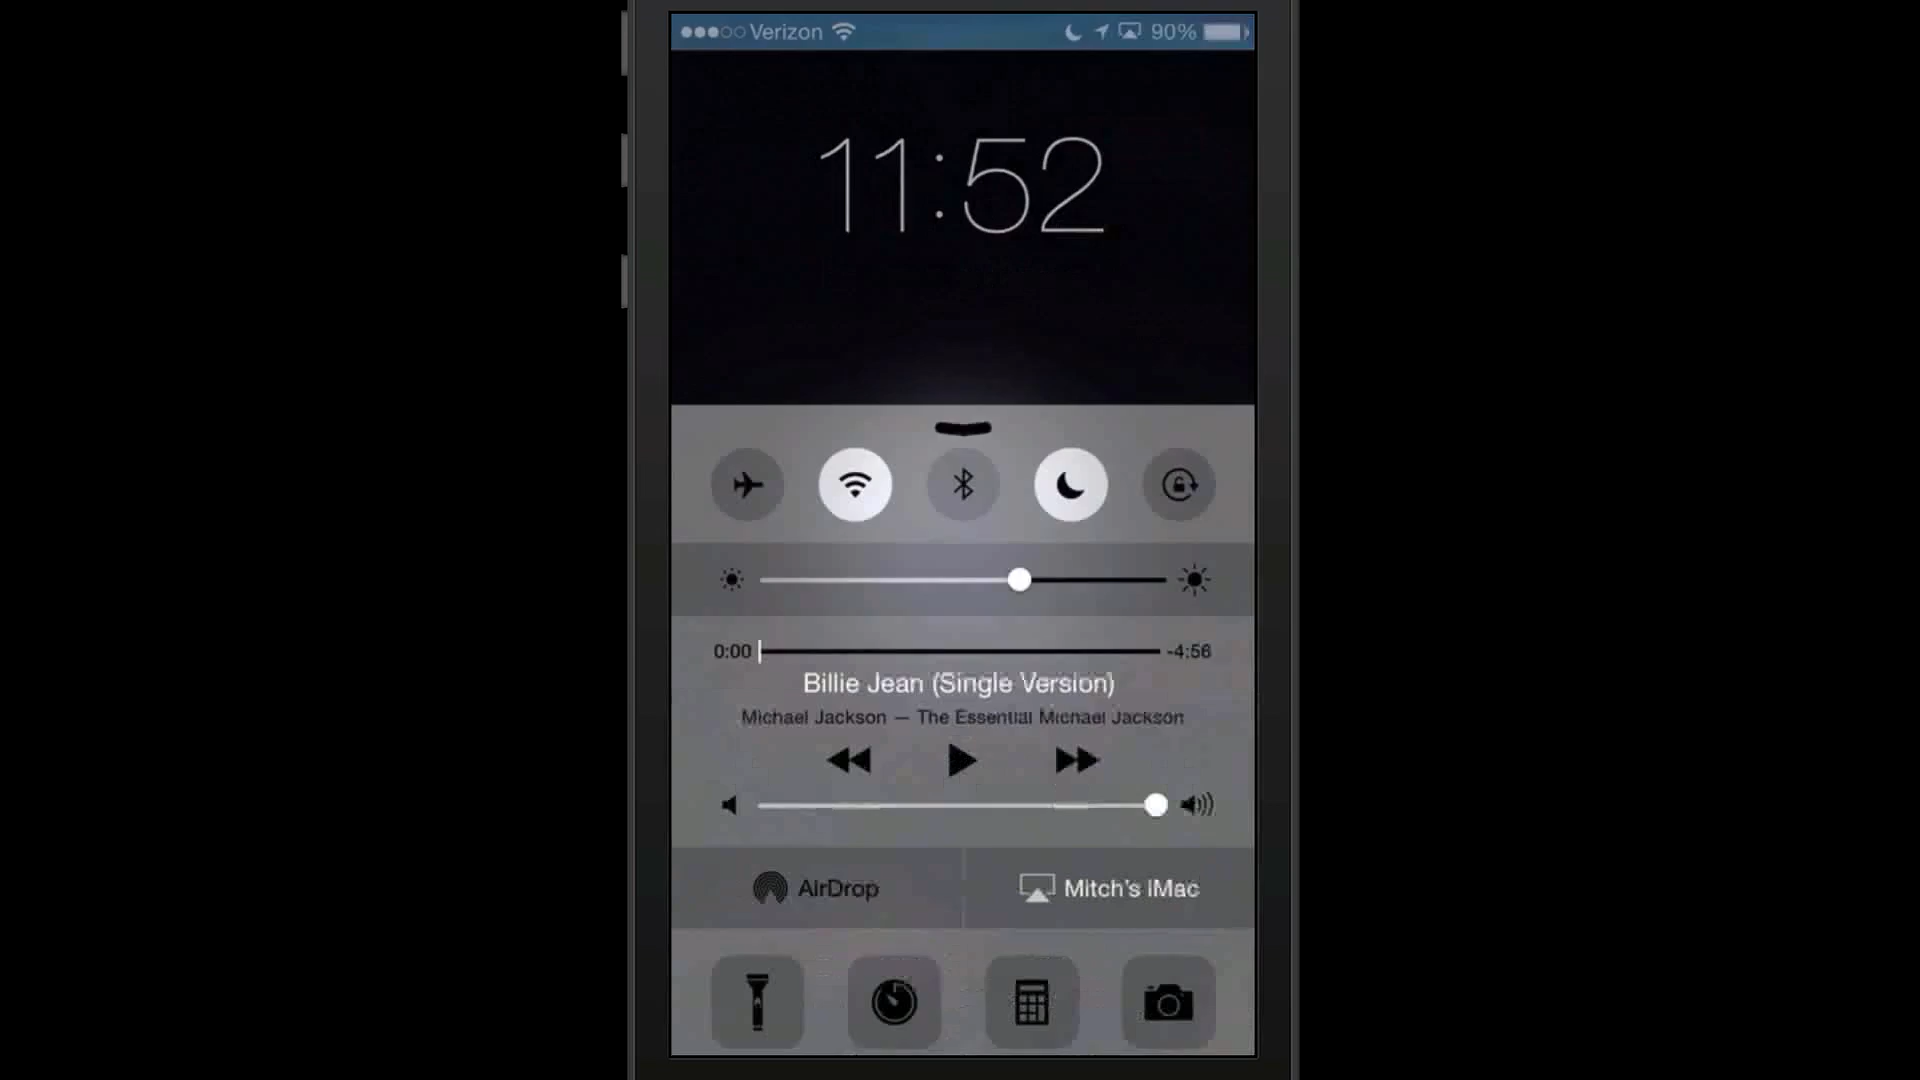 Verizon 90%
11:52
0:00 -4:56
Billie Jean (Single Version)
Michael Jackson — The Essential Michael Jackson
AirDrop Mitch's iMac